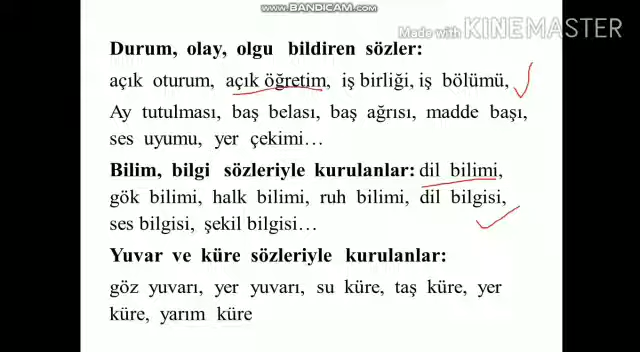 WWW.BANDICAM.COM
Made with KINEMASTER
Durum, olay, olgu bildiren sözler:
açık oturum, açık öğretim, iş birliği, iş bölümü,
Ay tutulması, baş belası, baş ağrısı, madde başı,
ses uyumu, yer çekimi…
Bilim, bilgi sözleriyle kurulanlar: dil bilimi,
gök bilimi, halk bilimi, ruh bilimi, dil bilgisi,
ses bilgisi, şekil bilgisi…
Yuvar ve küre sözleriyle kurulanlar:
göz yuvarı, yer yuvarı, su küre, taş küre, yer
küre, yarım küre